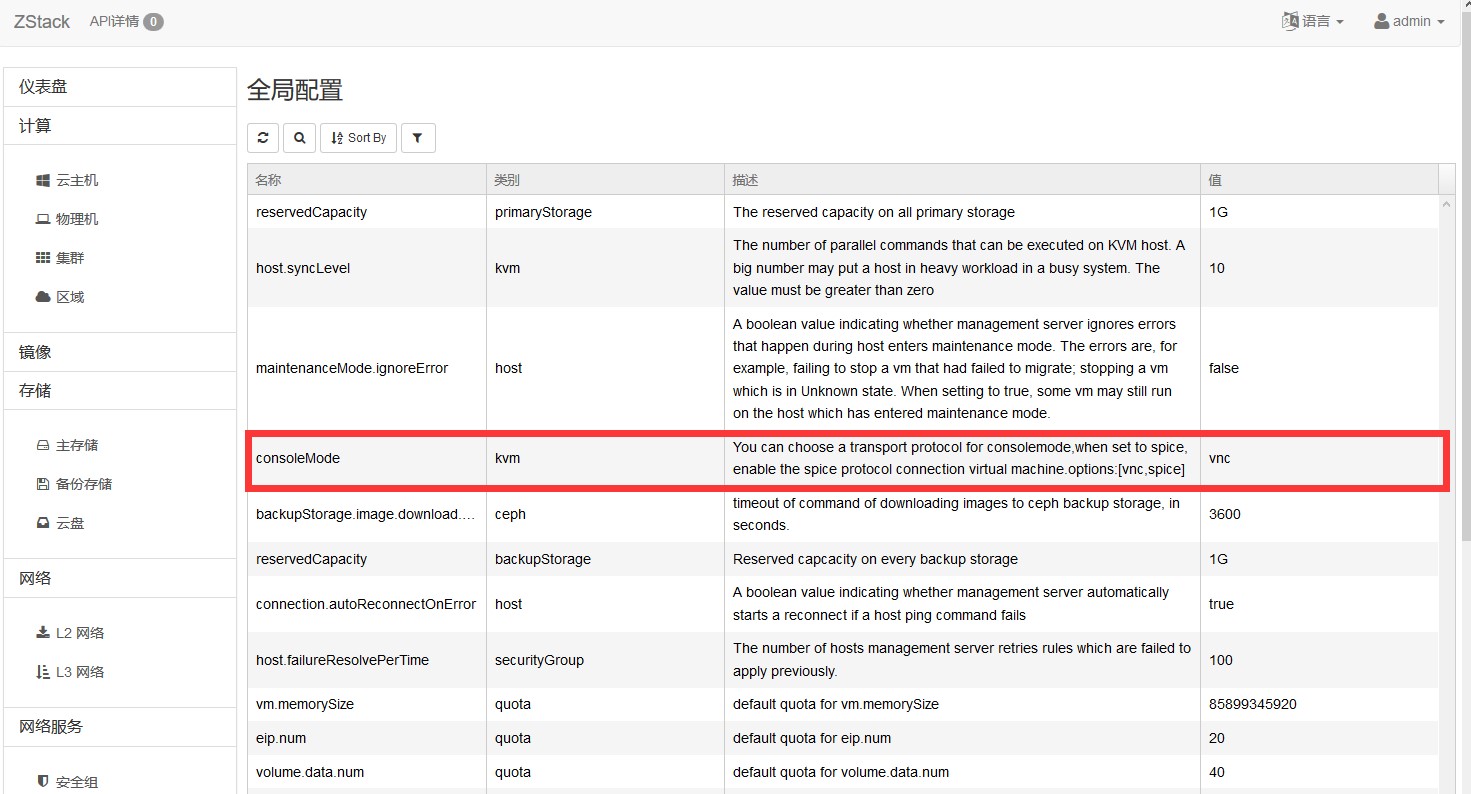 ZStack API详情 0 语言 admin
仪表盘
计算
云主机
物理机
集群
区域
镜像
存储
主存储
备份存储
云盘
网络
L2 网络
L3 网络
网络服务
安全组
全局配置
Sort By
名称 类别 描述 值
reservedCapacity primaryStorage The reserved capacity on all primary storage 1G
host.syncLevel kvm The number of parallel commands that can be executed on KVM host. A
big number may put a host in heavy workload in a busy system. The
value must be greater than zero 10
maintenanceMode.ignoreError host A boolean value indicating whether management server ignores errors
that happen during host enters maintenance mode. The errors are, for
example, failing to stop a vm that had failed to migrate; stopping a vm
which is in Unknown state. When setting to true, some vm may still run
on the host which has entered maintenance mode. false
consoleMode kvm You can choose a transport protocol for consolemode,when set to spice,
enable the spice protocol connection virtual machine.options:[vnc,spice] vnc
backupStorage.image.download.… ceph timeout of command of downloading images to ceph backup storage, in
seconds. 3600
reservedCapacity backupStorage Reserved capcacity on every backup storage 1G
connection.autoReconnectOnError host A boolean value indicating whether management server automatically
starts a reconnect if a host ping command fails true
host.failureResolvePerTime securityGroup The number of hosts management server retries rules which are failed to
apply previously. 100
vm.memorySize quota default quota for vm.memorySize 85899345920
eip.num quota default quota for eip.num 20
volume.data.num quota default quota for volume.data.num 40